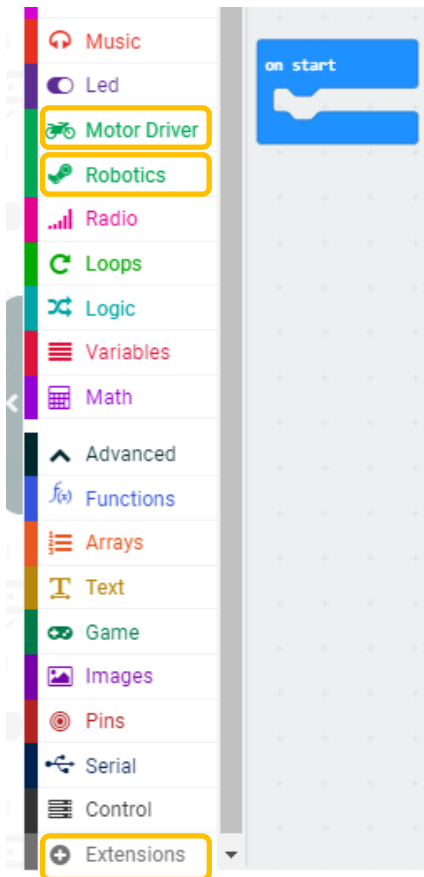 Music
on start
Led
Motor Driver
Robotics
Radio
Loops
Logic
Variables
Math
Advanced
f(x) Functions
Arrays
T Text
Game
Images
Pins
Serial
Control
Extensions